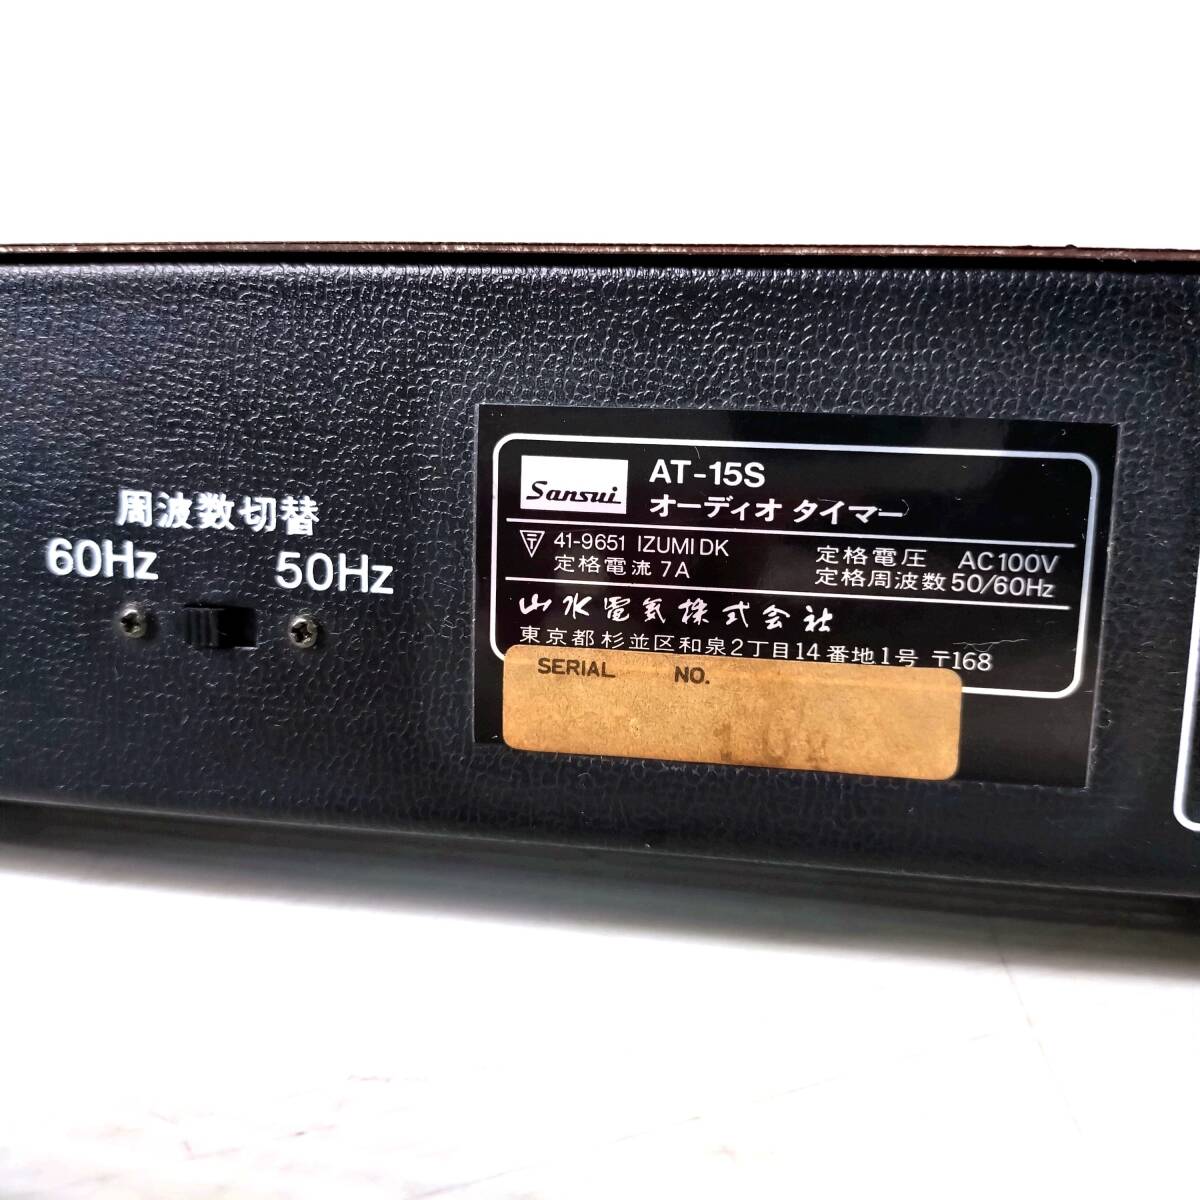 周波数切替
60Hz 50Hz
Sansui
AT-15S
オーディオ タイマー
〒 41-9651 IZUMI DK
定格電流 7A
定格電圧 AC100V
定格周波数 50/60Hz
山水電気株式会社
東京都杉並区和泉2丁目14番地1号 〒168
SERIAL NO.